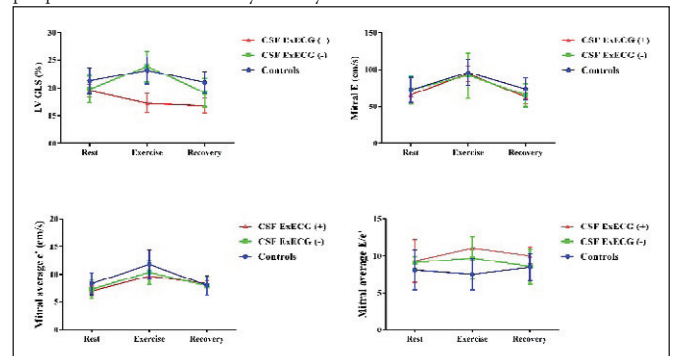 LV GLS (%)
30
25
20
15
10
Rest
Exercise
Recovery
CSF ExECG (-)
CSF ExECG (-)
Controls
Mitral E (cm/s)
150
100
50
0
Rest
Exercise
Recovery
CSF ExECG (+)
CSF ExECG (-)
Controls
Mitral average e' (cm/s)
20
15
10
5
0
Rest
Exercise
Recovery
CSF ExECG (+)
CSF ExECG (-)
Controls
Mitral average E/e'
15
10
5
0
Rest
Exercise
Recovery
CSF ExECG (+)
CSF ExECG (-)
Controls